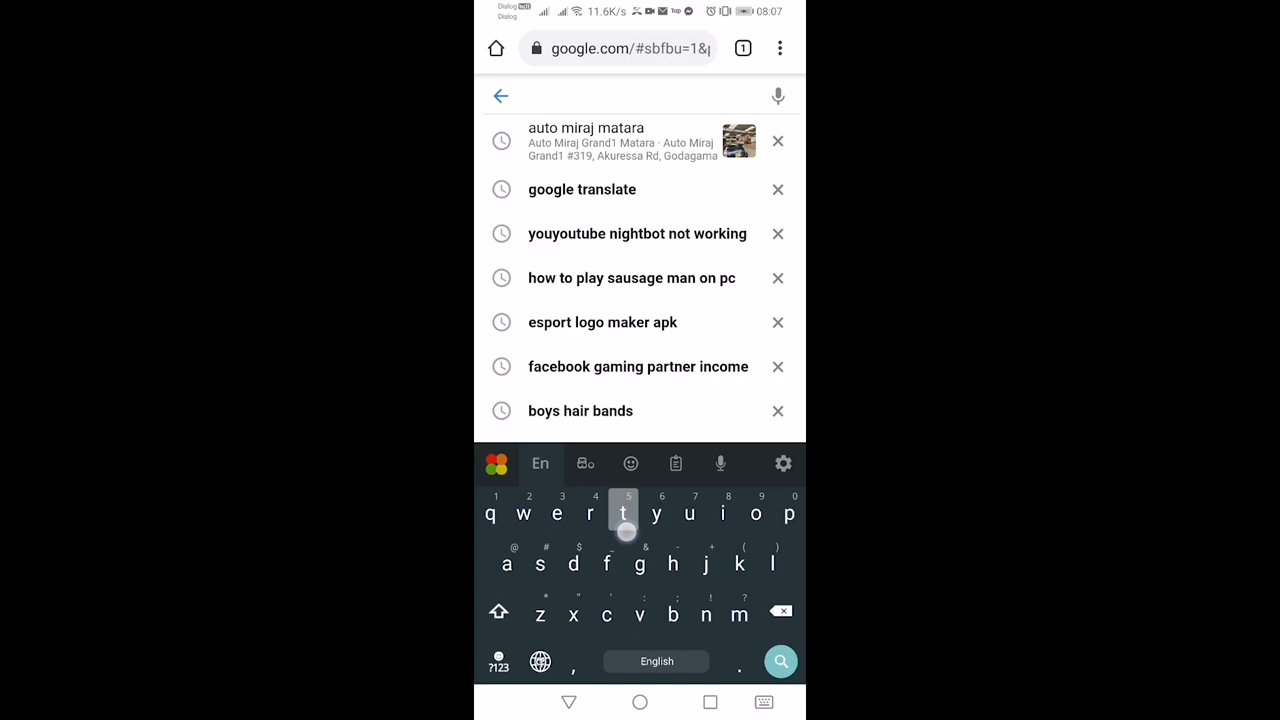 Dialog VoLTE
Dialog
11.6K/s
Tap
08:07
google.com/#sbfbu=1&p
1
auto miraj matara
Auto Miraj Grand1 Matara · Auto Miraj
Grand1 #319, Akuressa Rd, Godagama
google translate
youyoutube nightbot not working
how to play sausage man on pc
esport logo maker apk
facebook gaming partner income
boys hair bands
En
1 2 3 4 5 6 7 8 9 0
q w e r t y u i o p
@ # $ _ & - + ( )
a s d f g h j k l
* " ' : ; ! ?
z x c v b n m
?123 , English .